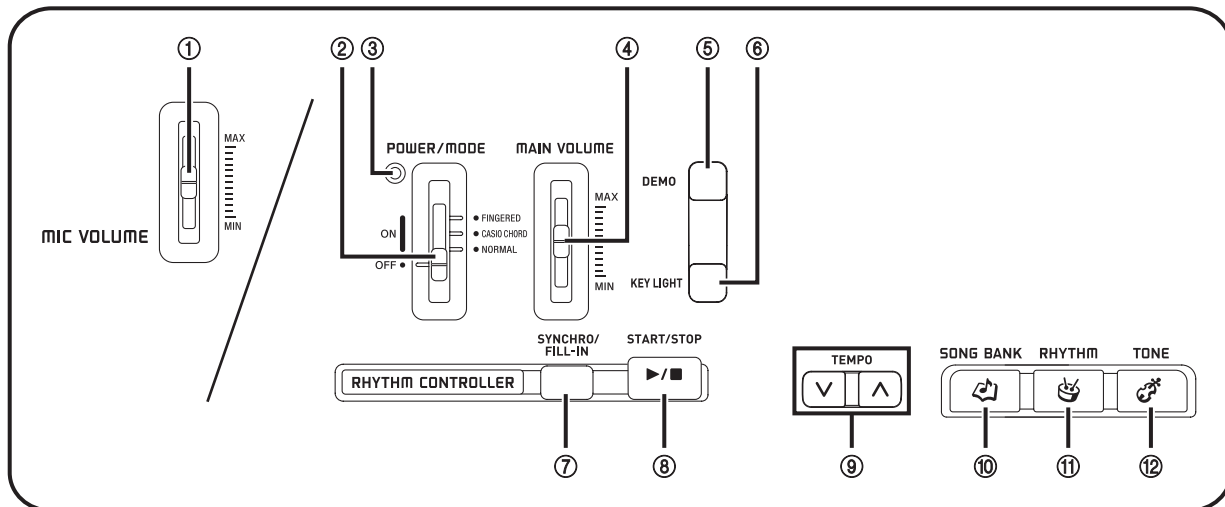 ① ② ③ ④ ⑤ ⑥
MAX
MIN
MIC VOLUME
POWER/MODE
ON
OFF •
• FINGERED
• CASIO CHORD
• NORMAL
MAIN VOLUME
MAX
MIN
DEMO
KEY LIGHT
RHYTHM CONTROLLER
SYNCHRO/
FILL-IN
START/STOP
▶/■
TEMPO
∨ ∧
SONG BANK RHYTHM TONE
⑦ ⑧ ⑨ ⑩ ⑪ ⑫